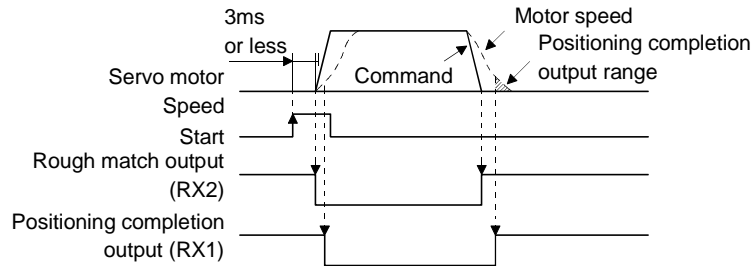 3ms
or less
Motor speed
Positioning completion
output range
Command
Servo motor
Speed
Start
Rough match output
(RX2)
Positioning completion
output (RX1)